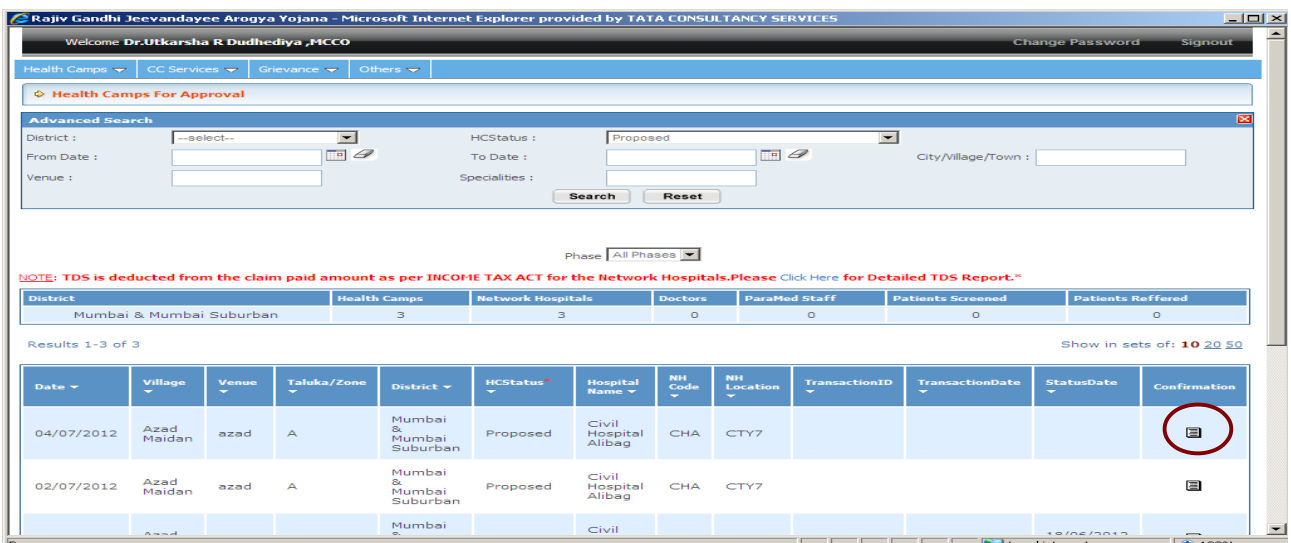 Rajiv Gandhi Jeevandayee Arogya Yojana - Microsoft Internet Explorer provided by TATA CONSULTANCY SERVICES
Welcome Dr.Utkarsha R Dudhediya ,MCCO Change Password Signout
Health Camps CC Services Grievance Others
Health Camps For Approval
Advanced Search
District : --select-- HCStatus : Proposed
From Date : To Date : City/Village/Town :
Venue : Specialities :
Search Reset
Phase All Phases
NOTE: TDS is deducted from the claim paid amount as per INCOME TAX ACT for the Network Hospitals.Please Click Here for Detailed TDS Report.*
District Health Camps Network Hospitals Doctors ParaMed Staff Patients Screened Patients Reffered
Mumbai & Mumbai Suburban 3 3 0 0 0 0
Results 1-3 of 3 Show in sets of: 10 20 50
Date Village Venue Taluka/Zone District HCStatus* Hospital Name NH Code NH Location TransactionID TransactionDate StatusDate Confirmation
04/07/2012 Azad Maidan azad A Mumbai & Mumbai Suburban Proposed Civil Hospital Alibag CHA CTY7
02/07/2012 Azad Maidan azad A Mumbai & Mumbai Suburban Proposed Civil Hospital Alibag CHA CTY7
Azad Mumbai & Civil 18/06/2012